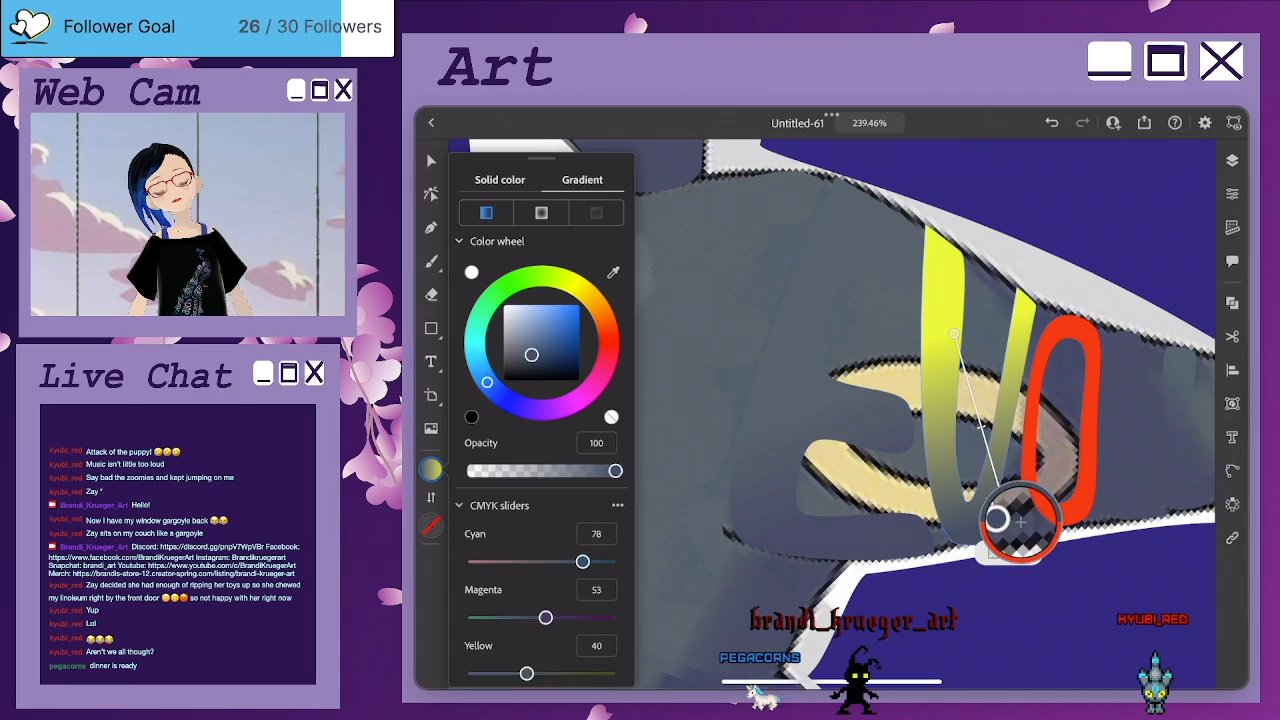 Follower Goal
26 / 30 Followers
Web Cam
Art
Untitled-61
239.46%
Solid color
Gradient
Color wheel
Opacity
100
CMYK sliders
Cyan
78
Magenta
53
Yellow
40
Live Chat
kyubi_red Attack of the puppy! 😂😂😂
kyubi_red Music isn't little too loud
kyubi_red Say bad the zoomies and kept jumping on me
kyubi_red Zay *
Brandi_Krueger_Art Hello!
kyubi_red Now I have my window gargoyle back 😂😂
kyubi_red Zay sits on my couch like a gargoyle
Brandi_Krueger_Art Discord: https://discord.gg/pnpV7WpVBr Facebook:
https://www.facebook.com/BrandiKruegerArt Instagram: Brandikruegerart
Snapchat: brandi_art Youtube: https://www.youtube.com/c/BrandiKruegerArt
Merch: https://brandis-store-12.creator-spring.com/listing/brandi-krueger-art
kyubi_red Zay decided she had enough of ripping her toys up so she chewed
my linoleum right by the front door so not happy with her right now
kyubi_red Yup
kyubi_red Lol
kyubi_red 😂😂😂
kyubi_red Aren't we all though?
pegacorns dinner is ready
brandi_krueger_art
KYUBI_RED
PEGACORNS